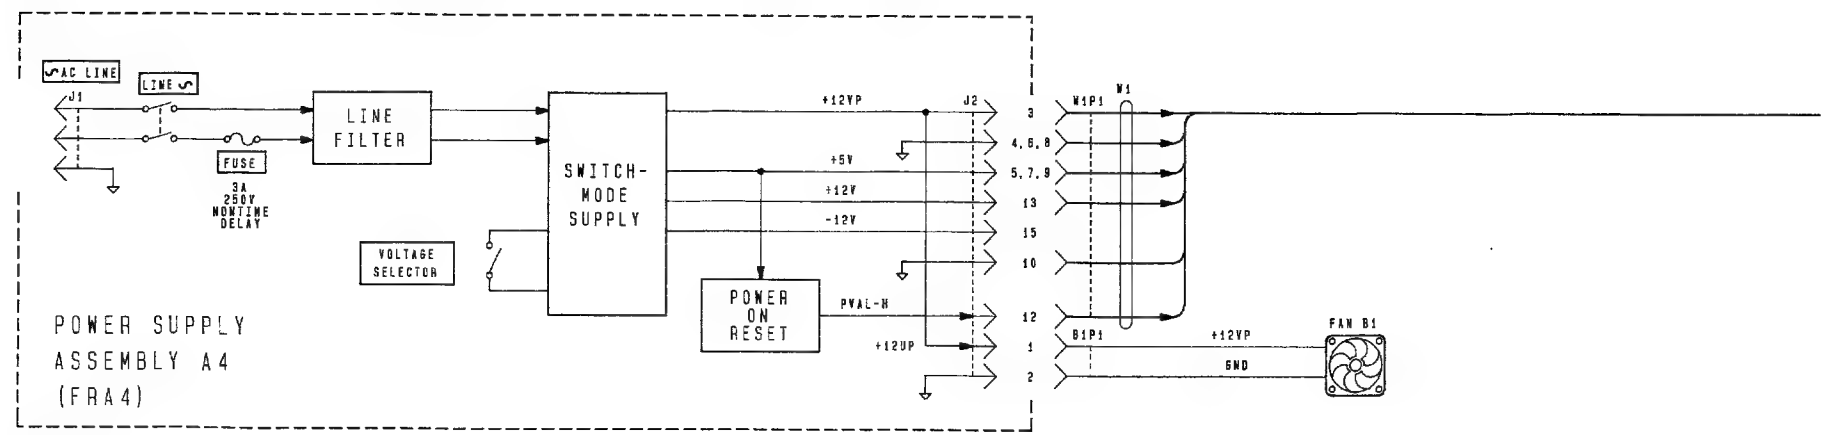 AC LINE
LINE
J1
LINE
FILTER
FUSE
3A
250V
NONTIME
DELAY
SWITCH-
MODE
SUPPLY
VOLTAGE
SELECTOR
POWER
ON
RESET
+12VP
+5V
+12V
-12V
PVAL-H
+12UP
J2
3
4,6,8
5,7,9
13
15
10
12
1
2
W1P1
W1
B1P1
+12VP
GND
FAN B1
POWER SUPPLY
ASSEMBLY A4
(FRA4)